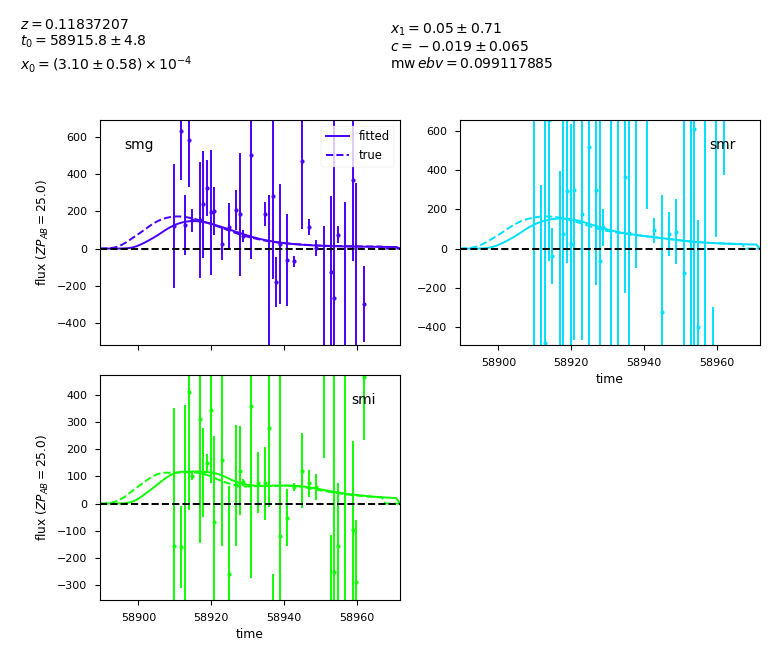 z = 0.11837207
t₀ = 58915.8 ± 4.8
x₀ = (3.10 ± 0.58) × 10⁻⁴
x₁ = 0.05 ± 0.71
c = −0.019 ± 0.065
mw ebv = 0.099117885
smg
fitted
true
600
400
200
0
−200
−400
flux (ZP_AB = 25.0)
smr
600
400
200
0
−200
−400
58900 58920 58940 58960
time
smi
400
300
200
100
0
−100
−200
−300
flux (ZP_AB = 25.0)
58900 58920 58940 58960
time